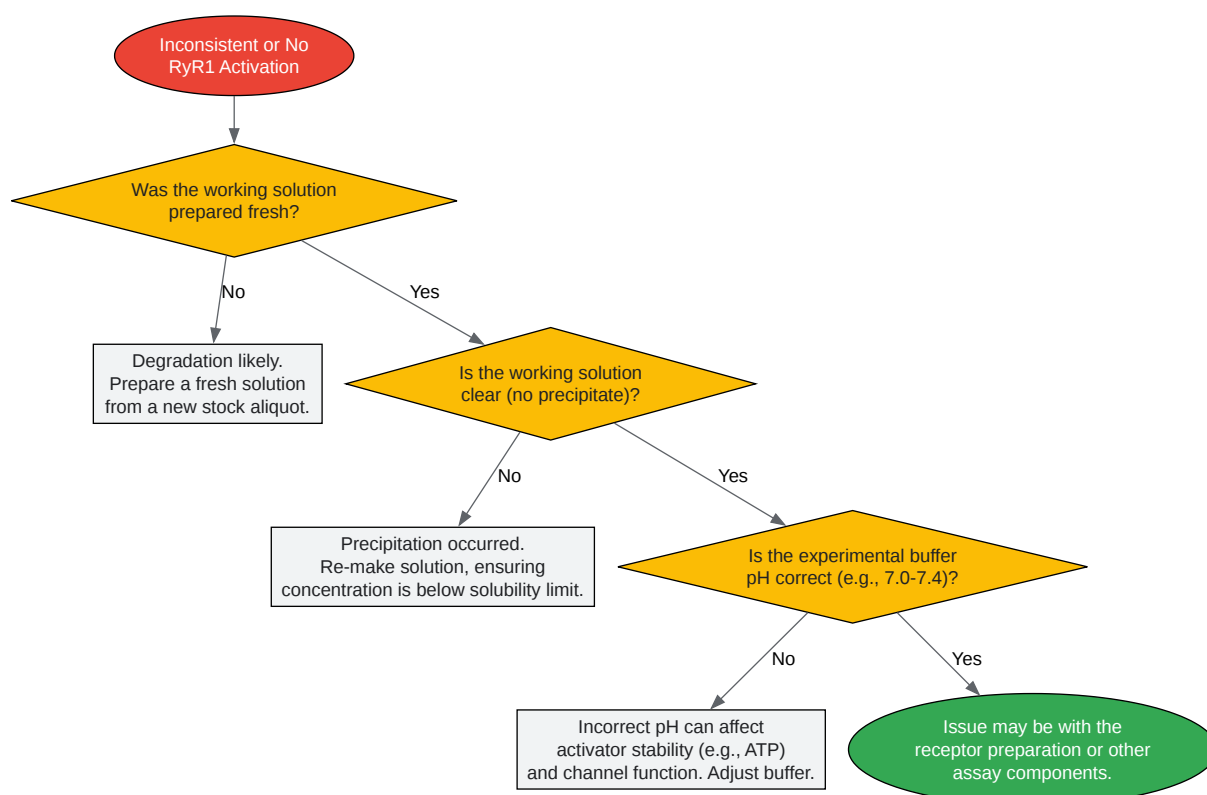 Inconsistent or No
RyR1 Activation
Was the working solution
prepared fresh?
No
Yes
Degradation likely.
Prepare a fresh solution
from a new stock aliquot.
Is the working solution
clear (no precipitate)?
No
Yes
Precipitation occurred.
Re-make solution, ensuring
concentration is below solubility limit.
Is the experimental buffer
pH correct (e.g., 7.0-7.4)?
No
Yes
Incorrect pH can affect
activator stability (e.g., ATP)
and channel function. Adjust buffer.
Issue may be with the
receptor preparation or other
assay components.